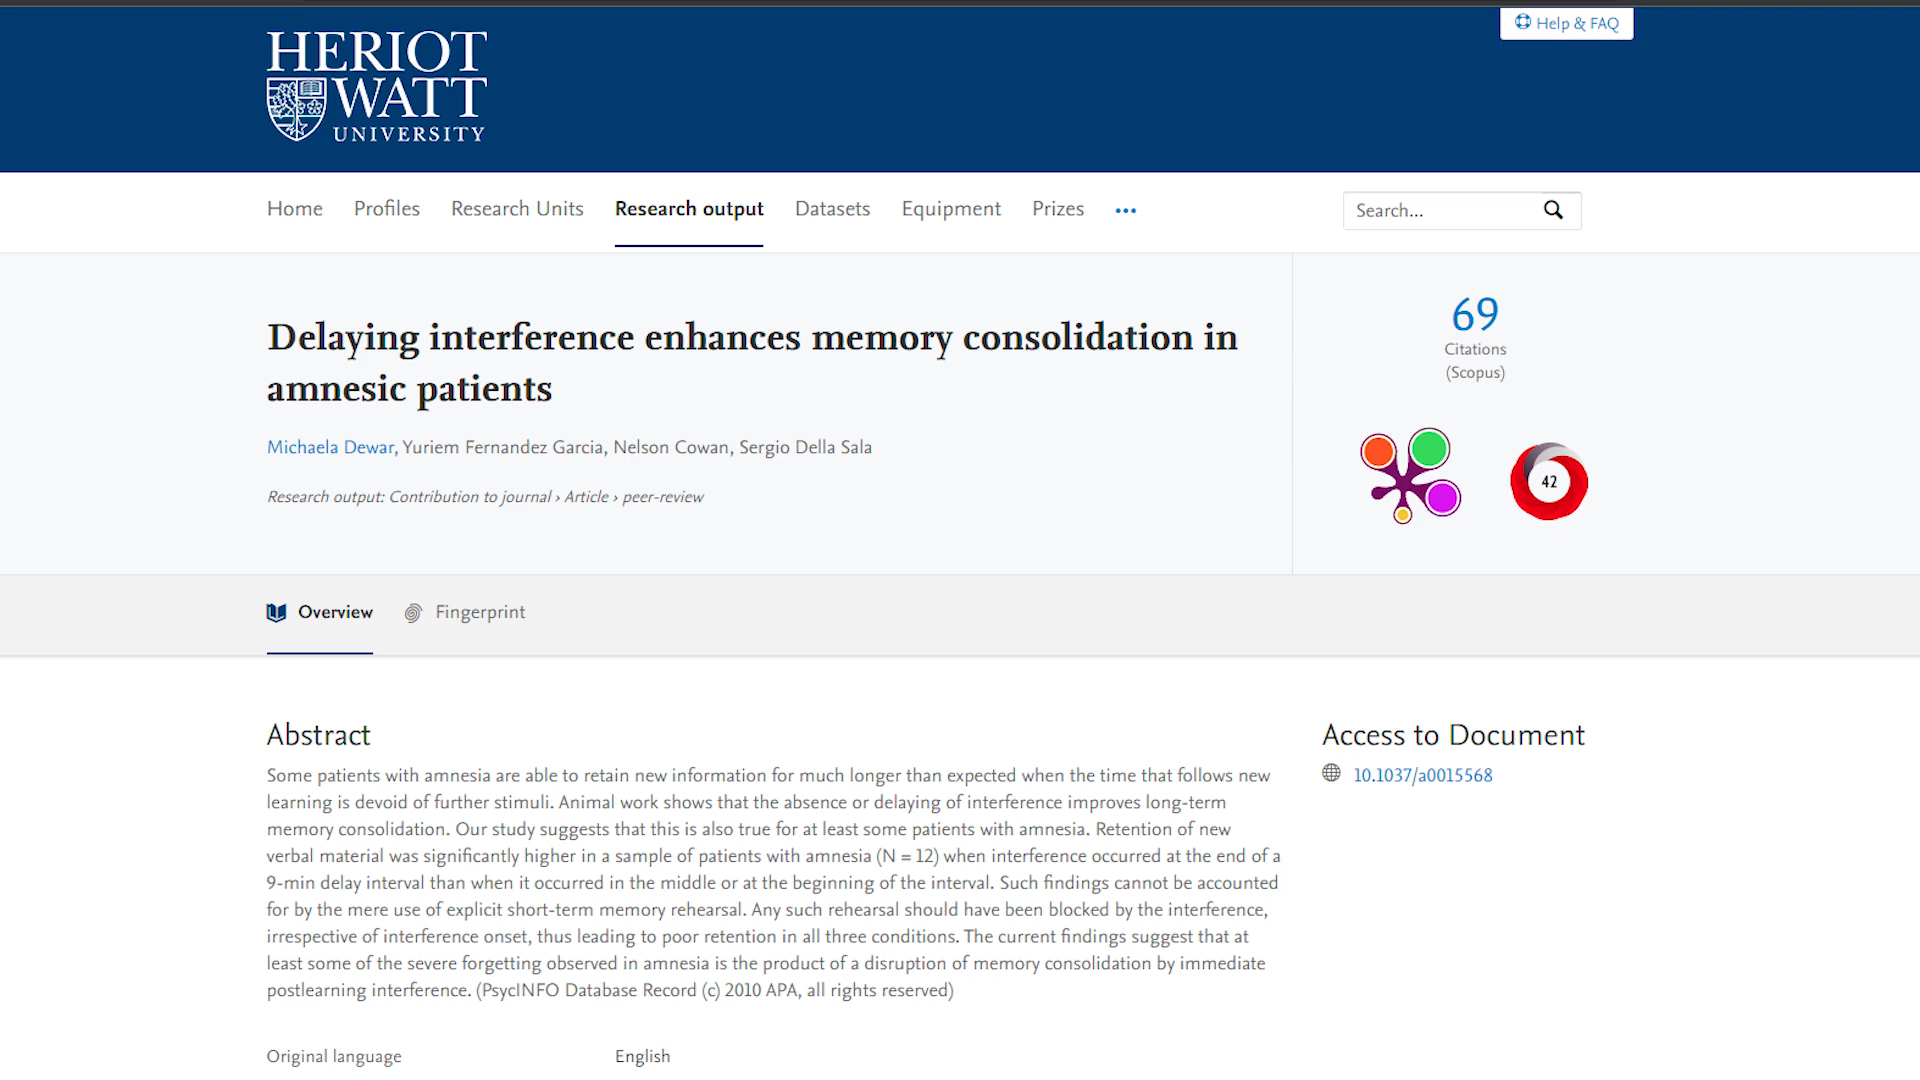 Help & FAQ
HERIOT
WATT
UNIVERSITY
Home Profiles Research Units Research output Datasets Equipment Prizes
Search...
Delaying interference enhances memory consolidation in
amnesic patients
Michaela Dewar, Yuriem Fernandez Garcia, Nelson Cowan, Sergio Della Sala
Research output: Contribution to journal › Article › peer-review
69
Citations
(Scopus)
42
Overview Fingerprint
Abstract
Some patients with amnesia are able to retain new information for much longer than expected when the time that follows new
learning is devoid of further stimuli. Animal work shows that the absence or delaying of interference improves long-term
memory consolidation. Our study suggests that this is also true for at least some patients with amnesia. Retention of new
verbal material was significantly higher in a sample of patients with amnesia (N = 12) when interference occurred at the end of a
9-min delay interval than when it occurred in the middle or at the beginning of the interval. Such findings cannot be accounted
for by the mere use of explicit short-term memory rehearsal. Any such rehearsal should have been blocked by the interference,
irrespective of interference onset, thus leading to poor retention in all three conditions. The current findings suggest that at
least some of the severe forgetting observed in amnesia is the product of a disruption of memory consolidation by immediate
postlearning interference. (PsycINFO Database Record (c) 2010 APA, all rights reserved)
Original language English
Access to Document
10.1037/a0015568